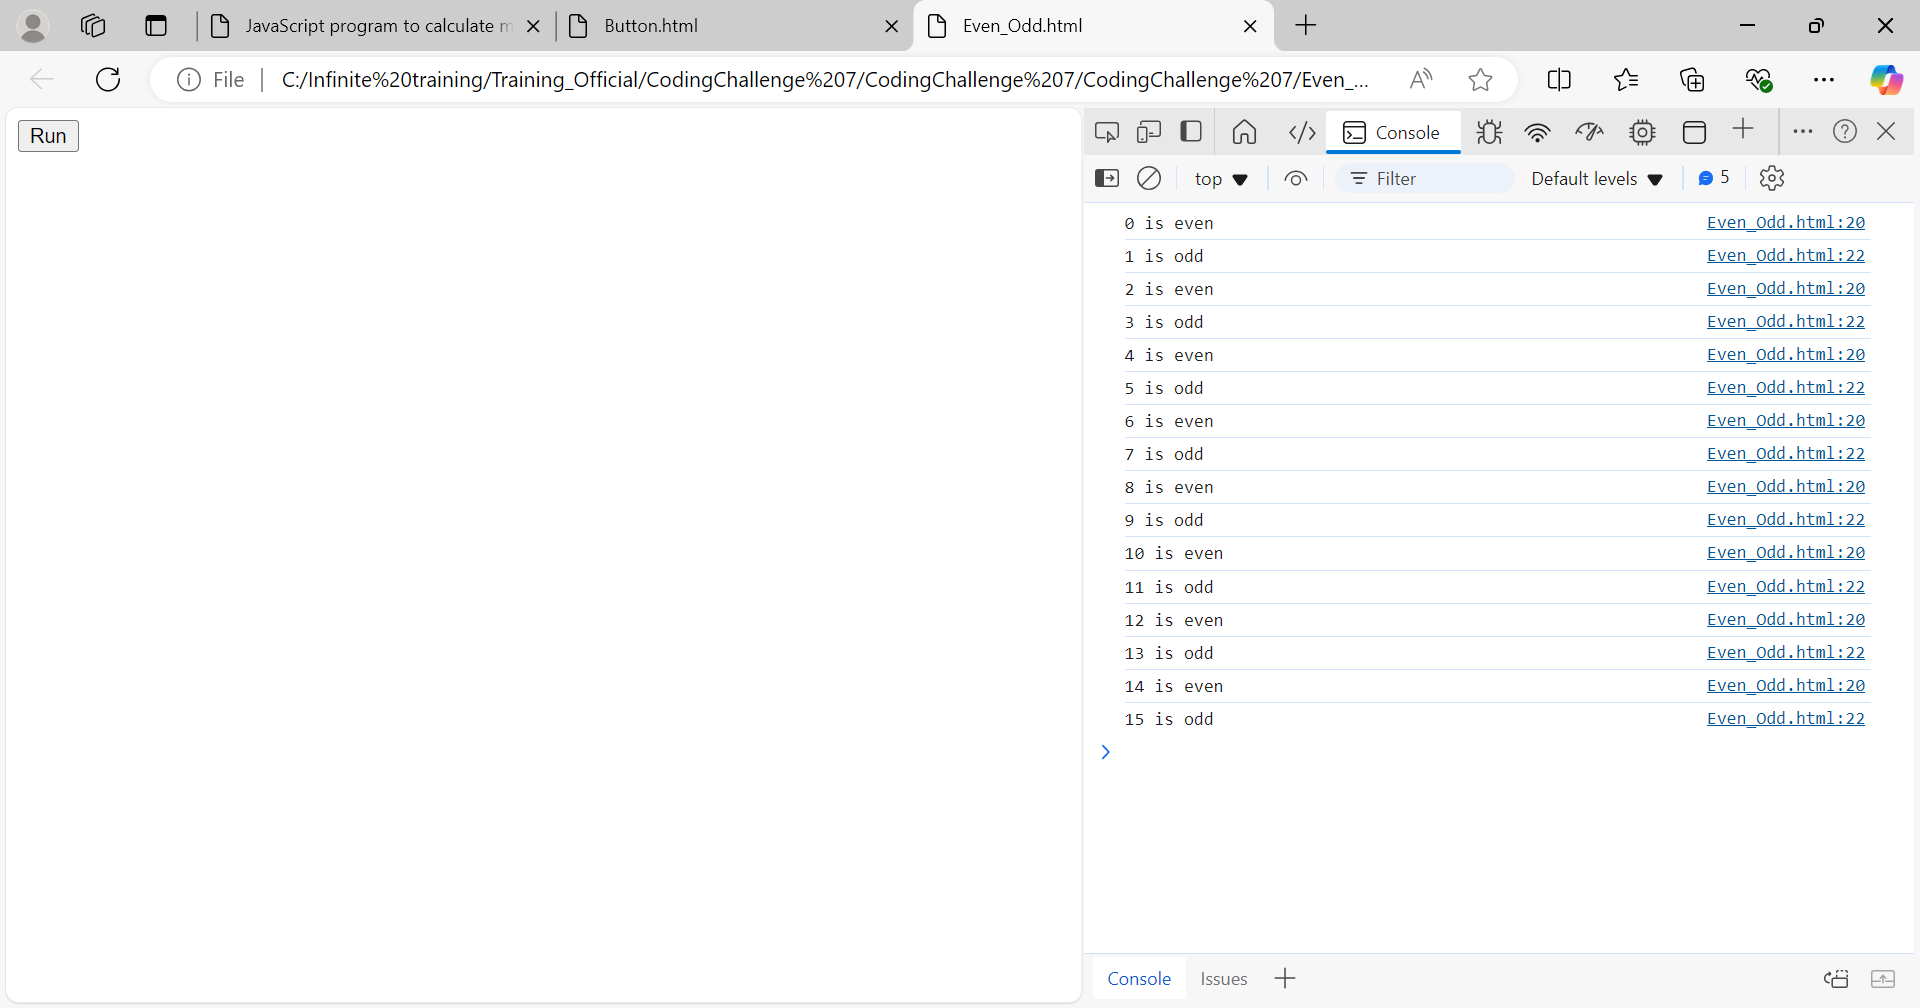 JavaScript program to calculate m
Button.html
Even_Odd.html
File
C:/Infinite%20training/Training_Official/CodingChallenge%207/CodingChallenge%207/CodingChallenge%207/Even_...
Run
Console
top
Filter
Default levels
5
0 is even Even_Odd.html:20
1 is odd Even_Odd.html:22
2 is even Even_Odd.html:20
3 is odd Even_Odd.html:22
4 is even Even_Odd.html:20
5 is odd Even_Odd.html:22
6 is even Even_Odd.html:20
7 is odd Even_Odd.html:22
8 is even Even_Odd.html:20
9 is odd Even_Odd.html:22
10 is even Even_Odd.html:20
11 is odd Even_Odd.html:22
12 is even Even_Odd.html:20
13 is odd Even_Odd.html:22
14 is even Even_Odd.html:20
15 is odd Even_Odd.html:22
Console
Issues